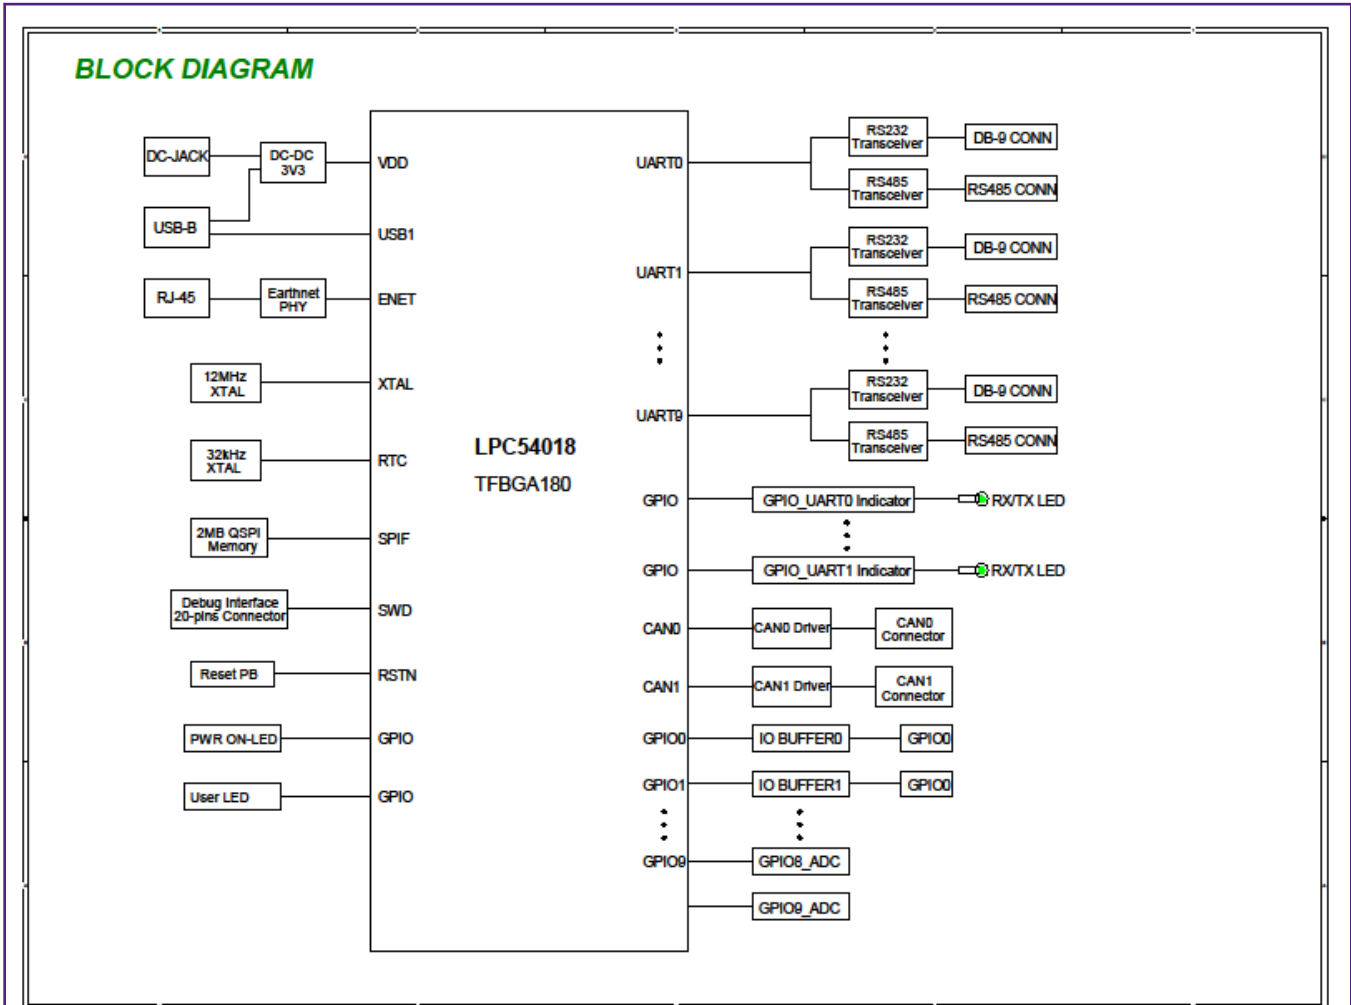 BLOCK DIAGRAM
DC-JACK
DC-DC
3V3
VDD
USB-B
USB1
RJ-45
Earthnet
PHY
ENET
12MHz
XTAL
XTAL
32kHz
XTAL
RTC
2MB QSPI
Memory
SPIF
Debug Interface
20-pins Connector
SWD
Reset PB
RSTN
PWR ON-LED
GPIO
User LED
GPIO
LPC54018
TFBGA180
UART0
RS232
Transceiver
DB-9 CONN
RS485
Transceiver
RS485 CONN
UART1
RS232
Transceiver
DB-9 CONN
RS485
Transceiver
RS485 CONN
UART9
RS232
Transceiver
DB-9 CONN
RS485
Transceiver
RS485 CONN
GPIO
GPIO_UART0 Indicator
RX/TX LED
GPIO
GPIO_UART1 Indicator
RX/TX LED
CAN0
CAN0 Driver
CAN0
Connector
CAN1
CAN1 Driver
CAN1
Connector
GPIO0
IO BUFFER0
GPIO0
GPIO1
IO BUFFER1
GPIO0
GPIO9
GPIO8_ADC
GPIO9_ADC